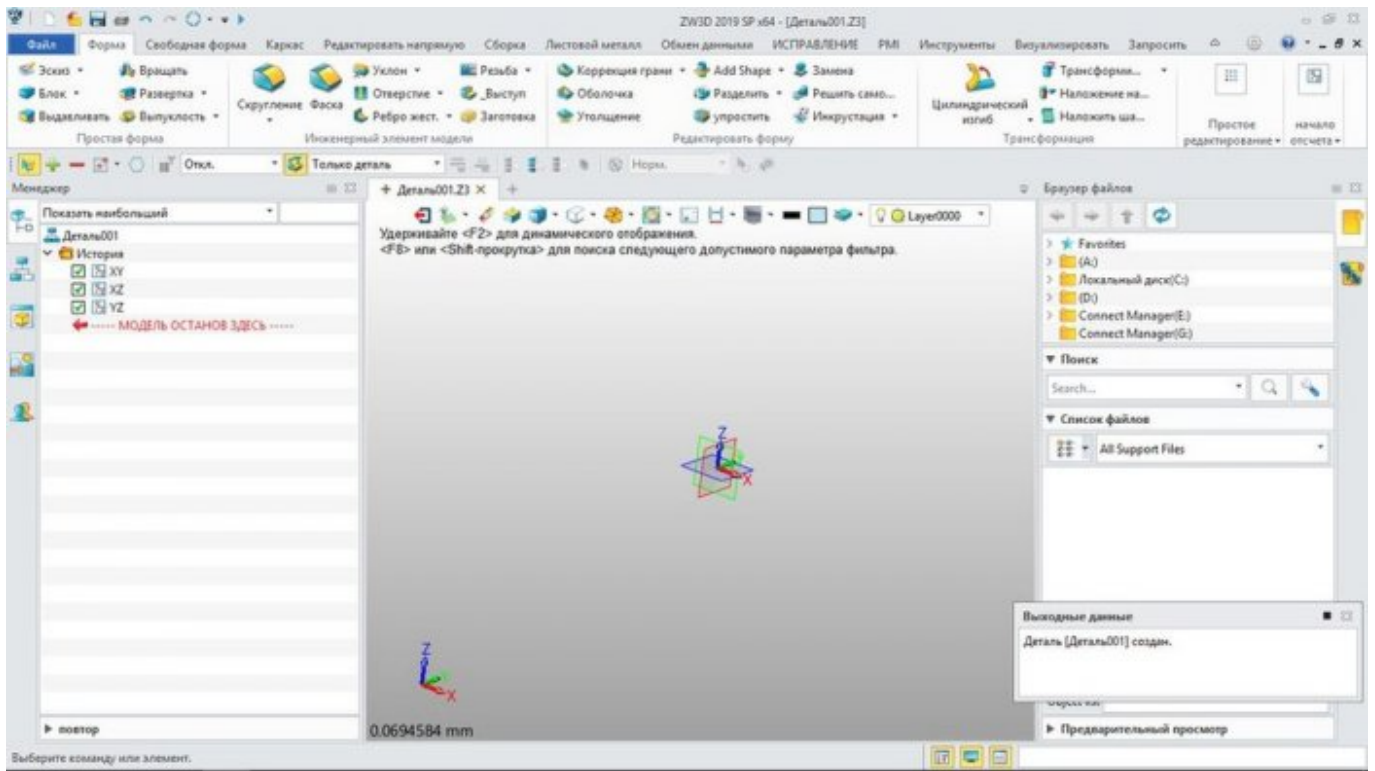 ZW3D 2019 SP x64 - [Деталь001.Z3]
Файл Форма Свободная форма Каркас Редактировать напрямую Сборка Листовой металл Обмен данными ИСПРАВЛЕНИЕ PMI Инструменты Визуализировать Запросить
Эскиз Вращать Уклон Резьба Коррекция грани Add Shape Замена Трансформи...
Блок Развертка Скругление Фаска Отверстие _Выступ Оболочка Разделить Решить само... Цилиндрический изгиб Наложение на...
Выдавливать Выпуклость Ребро жест. Заготовка Утолщение упростить Инкрустация Наложить ша... Простое редактирование начало отсчета
Простая форма Инженерный элемент модели Редактировать форму Трансформация
Откл. Только деталь Норм.
Менеджер
Деталь001.Z3
Браузер файлов
Показать наибольший
Layer0000
Деталь001
История
XY
XZ
YZ
----- МОДЕЛЬ ОСТАНОВ ЗДЕСЬ -----
Удерживайте <F2> для динамического отображения.
<F8> или <Shift-прокрутка> для поиска следующего допустимого параметра фильтра.
Favorites
(A:)
Локальный диск(C:)
(D:)
Connect Manager(E:)
Connect Manager(G:)
Поиск
Search...
Список файлов
All Support Files
Z
X
Z
X
0.0694584 mm
Выходные данные
Деталь [Деталь001] создан.
повтор
Предварительный просмотр
Выберите команду или элемент.